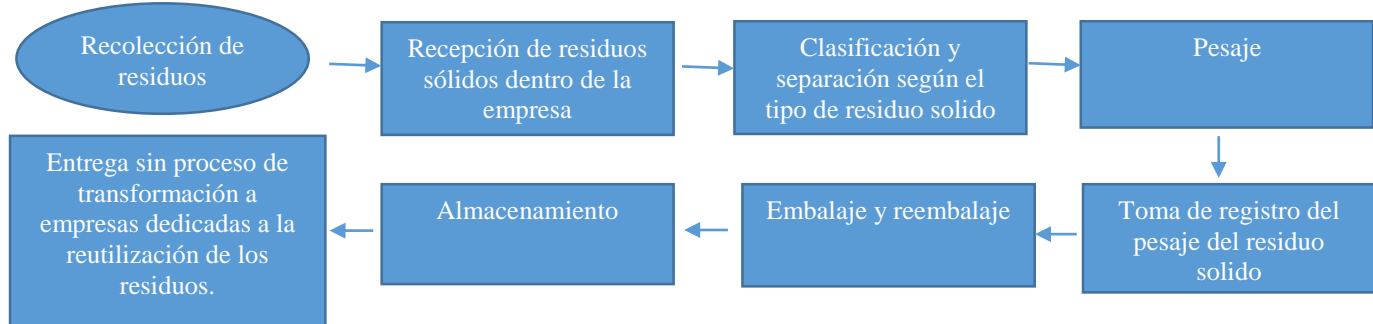 Recolección de
residuos
Recepción de residuos
sólidos dentro de la
empresa
Clasificación y
separación según el
tipo de residuo solido
Pesaje
Toma de registro del
pesaje del residuo
solido
Embalaje y reembalaje
Almacenamiento
Entrega sin proceso de
transformación a
empresas dedicadas a la
reutilización de los
residuos.